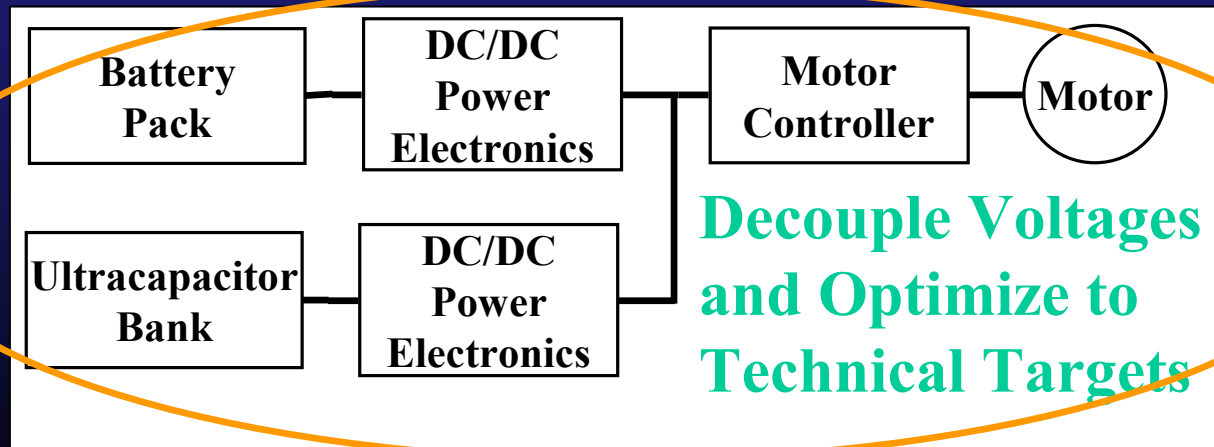 Battery
Pack
DC/DC
Power
Electronics
Motor
Controller
Motor
Ultracapacitor
Bank
DC/DC
Power
Electronics
Decouple Voltages
and Optimize to
Technical Targets